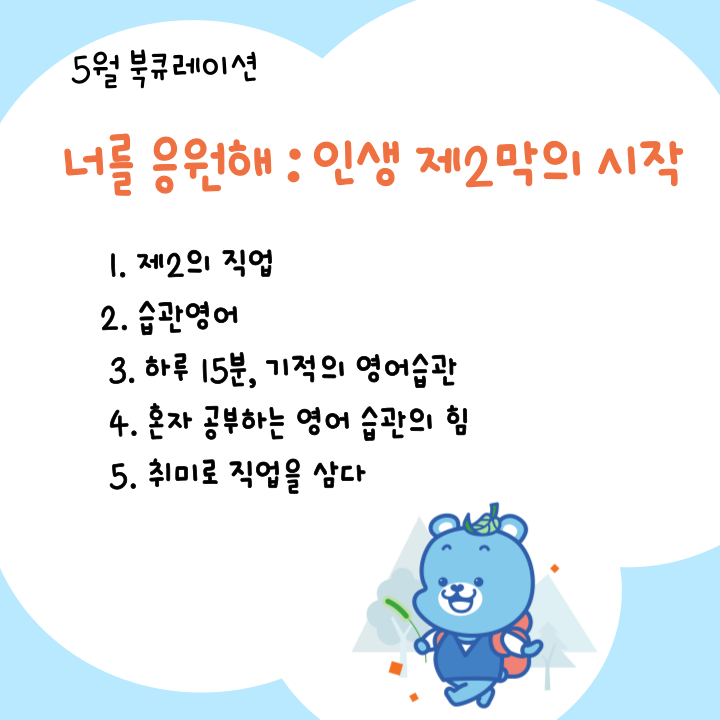 5월 북큐레이션
너를 응원해 : 인생 제2막의 시작
1. 제2의 직업
2. 습관영어
3. 하루 15분, 기적의 영어습관
4. 혼자 공부하는 영어 습관의 힘
5. 취미로 직업을 삼다